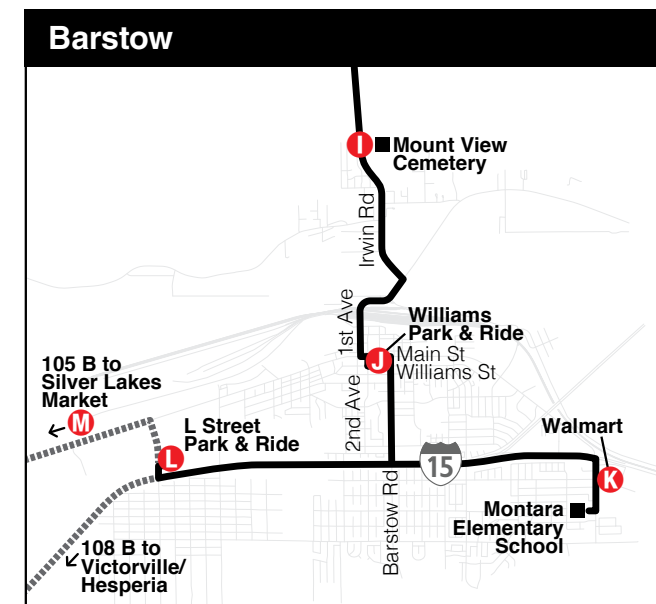 Barstow
I
Mount View
Cemetery
Irwin Rd
1st Ave
Williams
Park & Ride
J
Main St
Williams St
2nd Ave
105 B to
Silver Lakes
Market
M
L Street
Park & Ride
L
15
Walmart
K
Barstow Rd
Montara
Elementary
School
108 B to
Victorville/
Hesperia